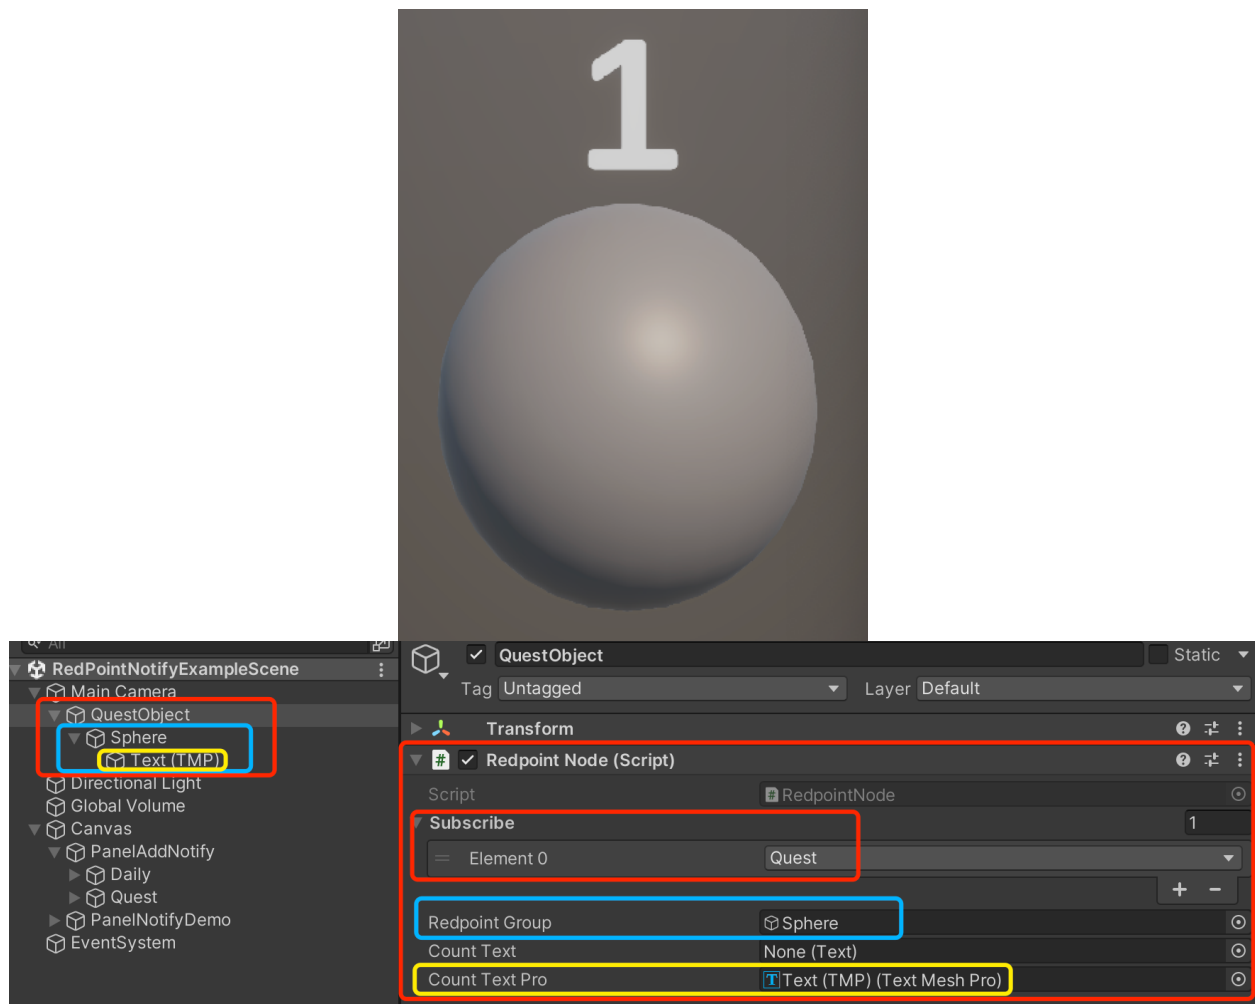 1
All
RedPointNotifyExampleScene
Main Camera
QuestObject
Sphere
Text (TMP)
Directional Light
Global Volume
Canvas
PanelAddNotify
Daily
Quest
PanelNotifyDemo
EventSystem
QuestObject Static
Tag Untagged Layer Default
Transform
# Redpoint Node (Script)
Script # RedpointNode
Subscribe 1
Element 0 Quest
+ −
Redpoint Group Sphere
Count Text None (Text)
Count Text Pro T Text (TMP) (Text Mesh Pro)